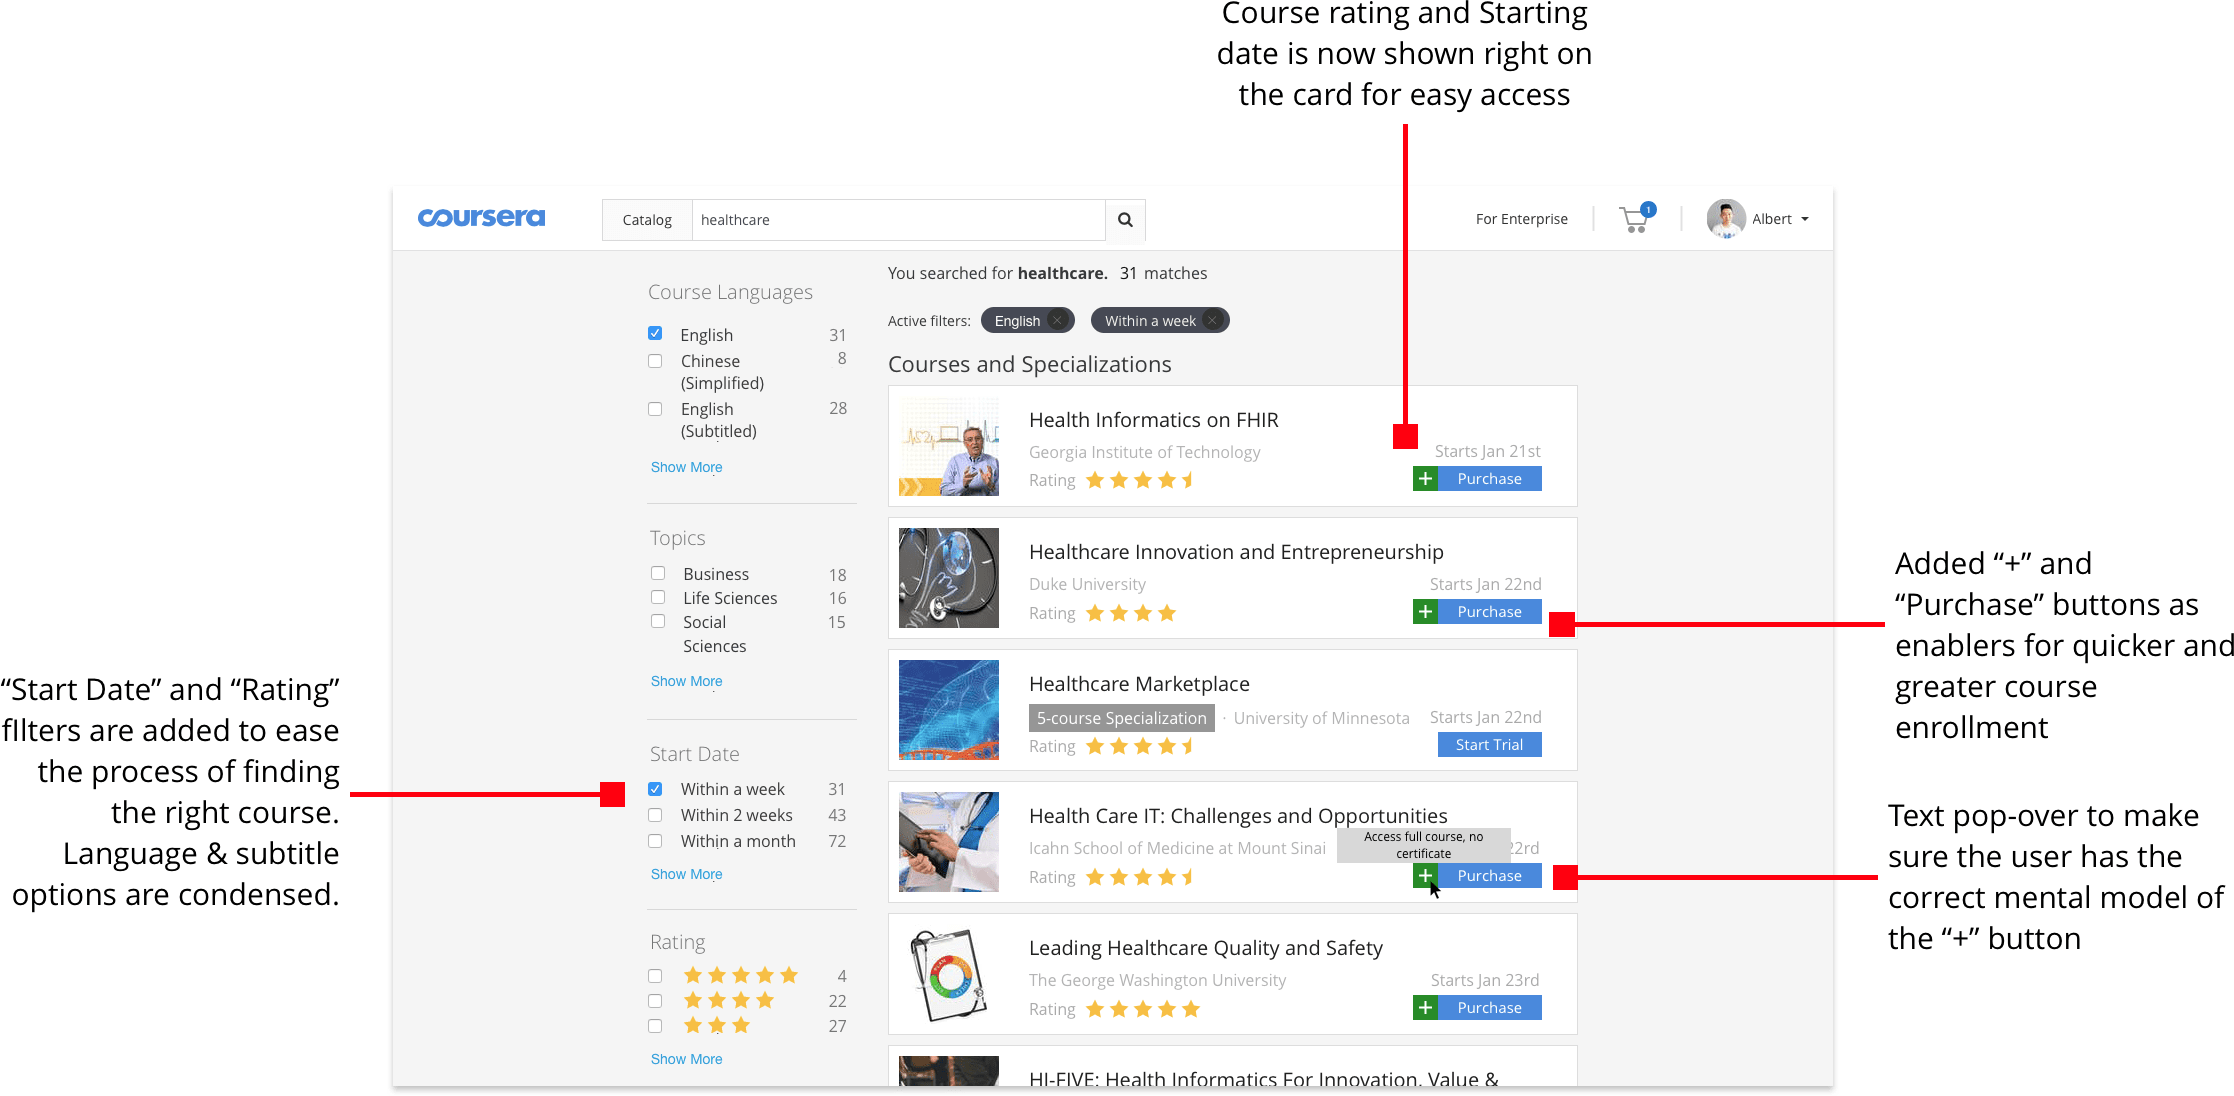 Course rating and Starting
date is now shown right on
the card for easy access
coursera
Catalog
healthcare
For Enterprise
1
Albert
You searched for healthcare. 31 matches
Active filters: English Within a week
Courses and Specializations
Course Languages
English 31
Chinese 8
(Simplified)
English 28
(Subtitled)
Show More
Topics
Business 18
Life Sciences 16
Social 15
Sciences
Show More
Start Date
Within a week 31
Within 2 weeks 43
Within a month 72
Show More
Rating
4
22
27
Show More
Health Informatics on FHIR
Georgia Institute of Technology
Starts Jan 21st
Rating
+ Purchase
Healthcare Innovation and Entrepreneurship
Duke University
Starts Jan 22nd
Rating
+ Purchase
Healthcare Marketplace
5-course Specialization · University of Minnesota
Starts Jan 22nd
Rating
Start Trial
Health Care IT: Challenges and Opportunities
Access full course, no
certificate
Icahn School of Medicine at Mount Sinai
22rd
Rating
+ Purchase
Leading Healthcare Quality and Safety
The George Washington University
Starts Jan 23rd
Rating
+ Purchase
HI-FIVE: Health Informatics For Innovation, Value &
“Start Date” and “Rating”
fIlters are added to ease
the process of finding
the right course.
Language & subtitle
options are condensed.
Added “+” and
“Purchase” buttons as
enablers for quicker and
greater course
enrollment
Text pop-over to make
sure the user has the
correct mental model of
the “+” button